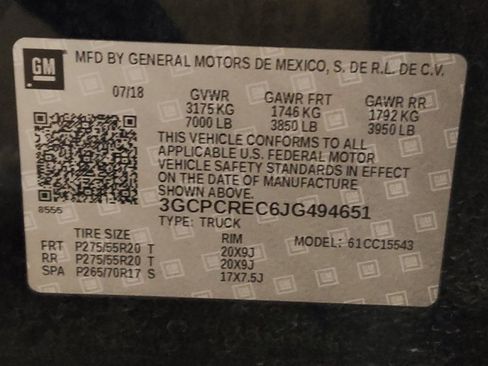 GM MFD BY GENERAL MOTORS DE MEXICO, S. DE R.L. DE C.V.
07/18 GVWR GAWR FRT GAWR RR
3175 KG 1746 KG 1792 KG
7000 LB 3850 LB 3950 LB
THIS VEHICLE CONFORMS TO ALL
APPLICABLE U.S. FEDERAL MOTOR
VEHICLE SAFETY STANDARDS IN EFFECT
ON THE DATE OF MANUFACTURE
SHOWN ABOVE.
8555 3GCPCREC6JG494651
TYPE: TRUCK
TIRE SIZE RIM MODEL: 61CC15543
FRT P275/55R20 T 20X9J
RR P275/55R20 T 20X9J
SPA P265/70R17 S 17X7.5J